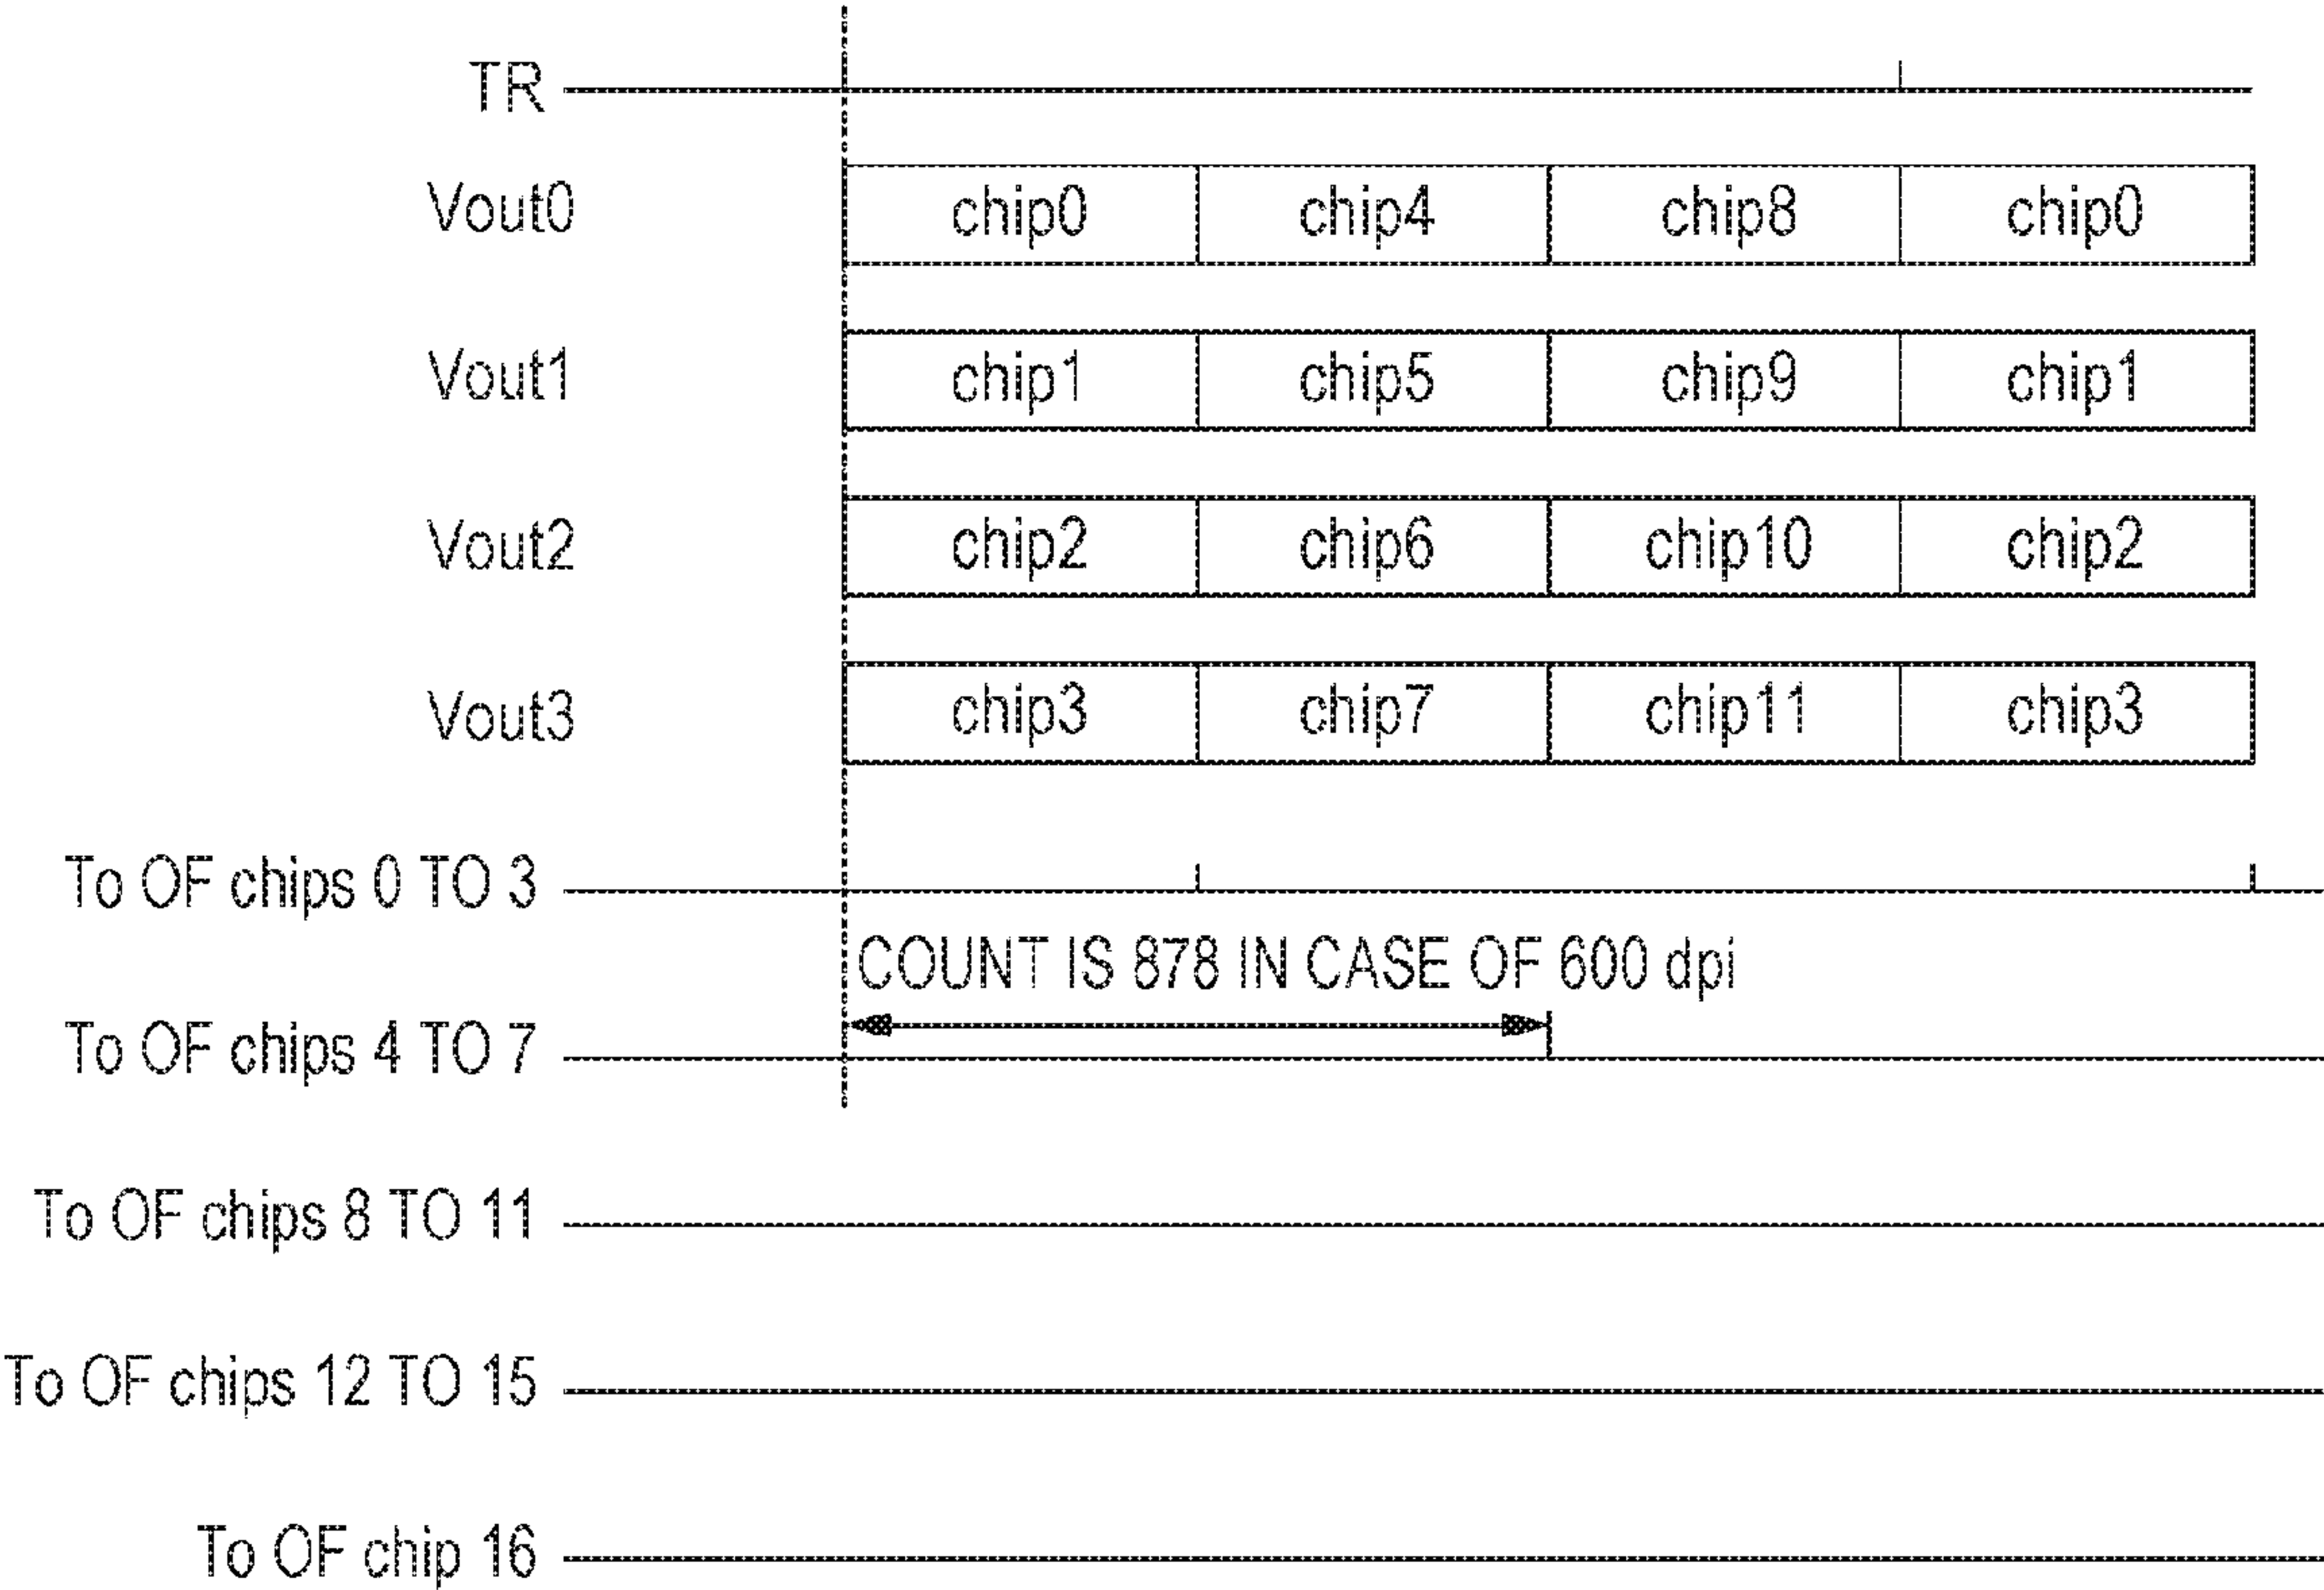 TR
Vout0 chip0 chip4 chip8 chip0
Vout1 chip1 chip5 chip9 chip1
Vout2 chip2 chip6 chip10 chip2
Vout3 chip3 chip7 chip11 chip3
To OF chips 0 TO 3
COUNT IS 878 IN CASE OF 600 dpi
To OF chips 4 TO 7
To OF chips 8 TO 11
To OF chips 12 TO 15
To OF chip 16